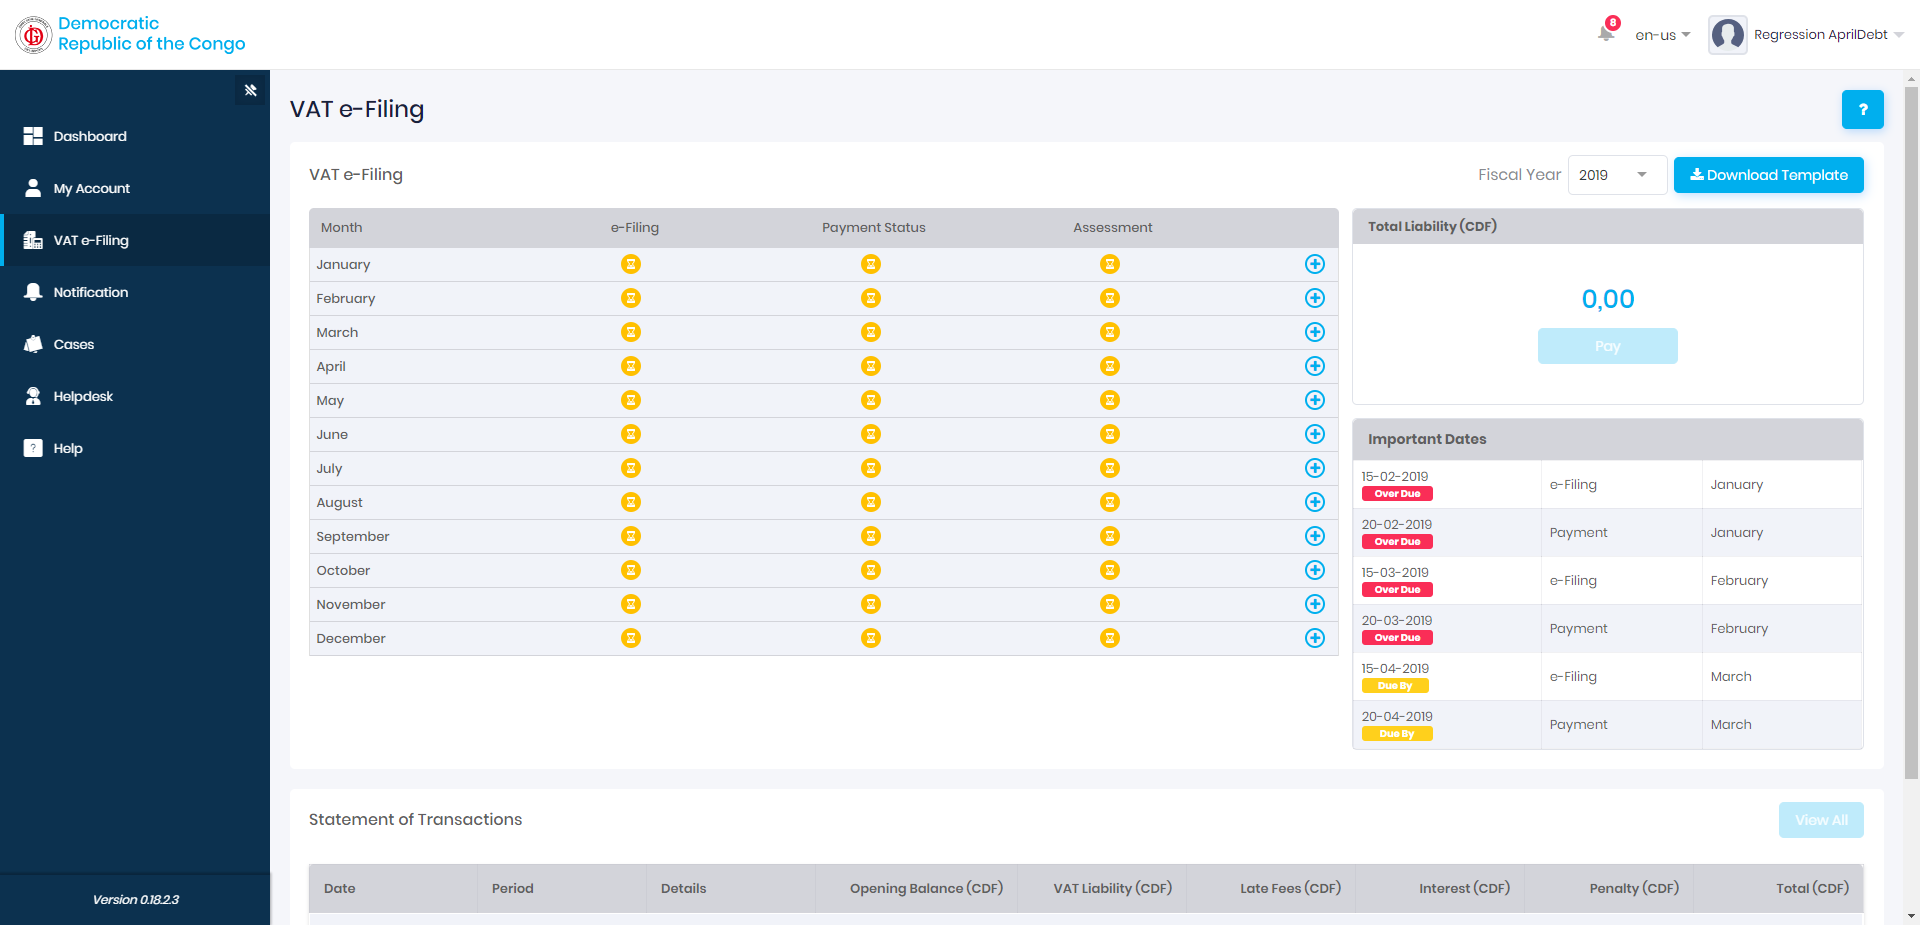 Democratic
Republic of the Congo
8
en-us
Regression AprilDebt
Dashboard
My Account
VAT e-Filing
Notification
Cases
Helpdesk
? Help
Version 0.18.2.3
VAT e-Filing
?
VAT e-Filing
Fiscal Year 2019 Download Template
Month e-Filing Payment Status Assessment
January
February
March
April
May
June
July
August
September
October
November
December
Total Liability (CDF)
0,00
Pay
Important Dates
15-02-2019 e-Filing January
Over Due
20-02-2019 Payment January
Over Due
15-03-2019 e-Filing February
Over Due
20-03-2019 Payment February
Over Due
15-04-2019 e-Filing March
Due By
20-04-2019 Payment March
Due By
Statement of Transactions
View All
Date Period Details Opening Balance (CDF) VAT Liability (CDF) Late Fees (CDF) Interest (CDF) Penalty (CDF) Total (CDF)